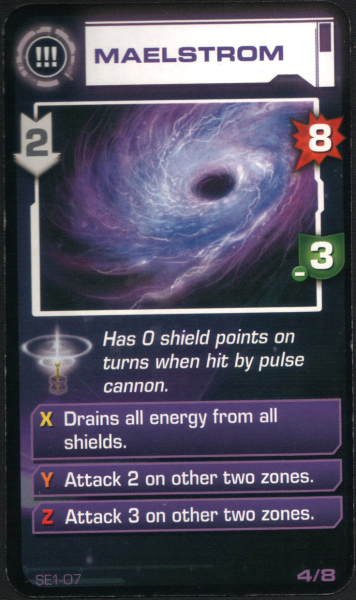 !!! MAELSTROM
2
8
-3
Has 0 shield points on
turns when hit by pulse
cannon.
X Drains all energy from all
shields.
Y Attack 2 on other two zones.
Z Attack 3 on other two zones.
SE1-07 4/8